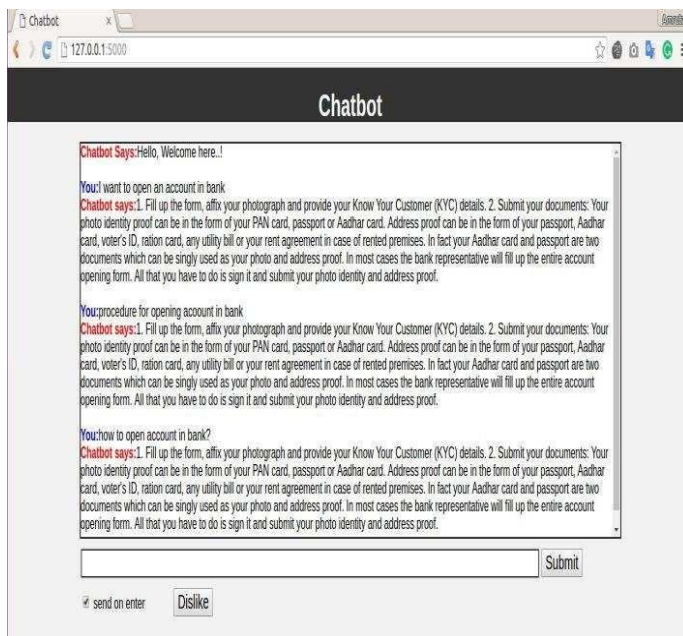 Chatbot
127.0.0.1:5000
Chatbot
Chatbot Says:Hello, Welcome here..!
You:I want to open an account in bank
Chatbot says:1. Fill up the form, affix your photograph and provide your Know Your Customer (KYC) details. 2. Submit your documents: Your
photo identity proof can be in the form of your PAN card, passport or Aadhar card. Address proof can be in the form of your passport, Aadhar
card, voter's ID, ration card, any utility bill or your rent agreement in case of rented premises. In fact your Aadhar card and passport are two
documents which can be singly used as your photo and address proof. In most cases the bank representative will fill up the entire account
opening form. All that you have to do is sign it and submit your photo identity and address proof.
You:procedure for opening account in bank
Chatbot says:1. Fill up the form, affix your photograph and provide your Know Your Customer (KYC) details. 2. Submit your documents: Your
photo identity proof can be in the form of your PAN card, passport or Aadhar card. Address proof can be in the form of your passport, Aadhar
card, voter's ID, ration card, any utility bill or your rent agreement in case of rented premises. In fact your Aadhar card and passport are two
documents which can be singly used as your photo and address proof. In most cases the bank representative will fill up the entire account
opening form. All that you have to do is sign it and submit your photo identity and address proof.
You:how to open account in bank?
Chatbot says:1. Fill up the form, affix your photograph and provide your Know Your Customer (KYC) details. 2. Submit your documents: Your
photo identity proof can be in the form of your PAN card, passport or Aadhar card. Address proof can be in the form of your passport, Aadhar
card, voter's ID, ration card, any utility bill or your rent agreement in case of rented premises. In fact your Aadhar card and passport are two
documents which can be singly used as your photo and address proof. In most cases the bank representative will fill up the entire account
opening form. All that you have to do is sign it and submit your photo identity and address proof.
Submit
send on enter Dislike